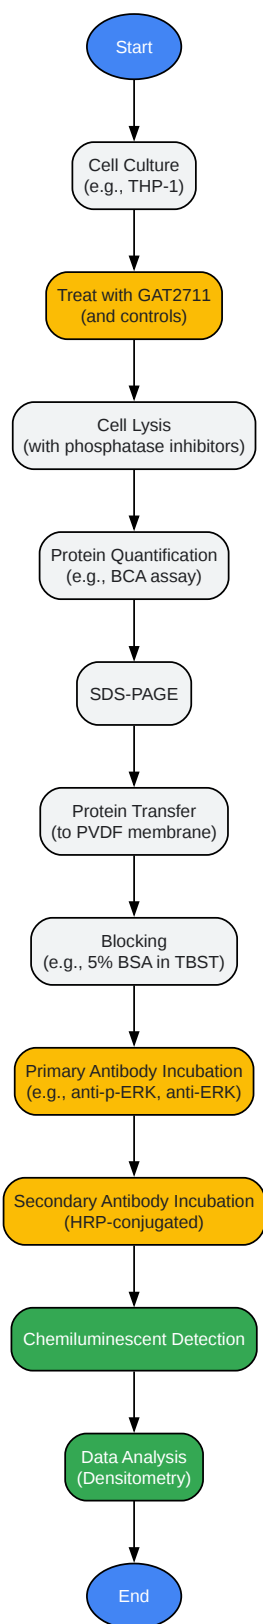 Start
Cell Culture
(e.g., THP-1)
Treat with GAT2711
(and controls)
Cell Lysis
(with phosphatase inhibitors)
Protein Quantification
(e.g., BCA assay)
SDS-PAGE
Protein Transfer
(to PVDF membrane)
Blocking
(e.g., 5% BSA in TBST)
Primary Antibody Incubation
(e.g., anti-p-ERK, anti-ERK)
Secondary Antibody Incubation
(HRP-conjugated)
Chemiluminescent Detection
Data Analysis
(Densitometry)
End